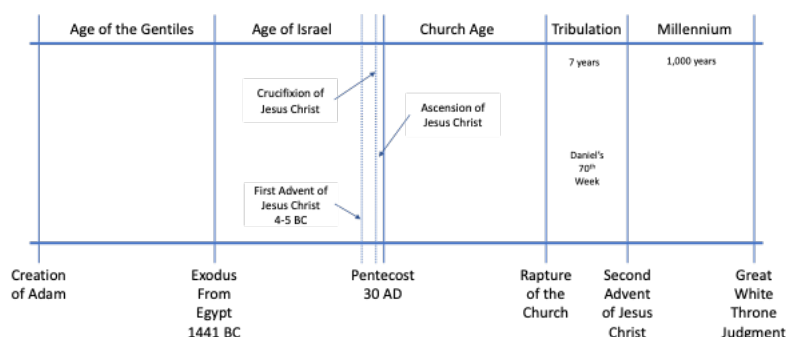 Age of the Gentiles
Age of Israel
Church Age
Tribulation
Millennium
7 years
1,000 years
Crucifixion of
Jesus Christ
Ascension of
Jesus Christ
Daniel's
70th
Week
First Advent of
Jesus Christ
4-5 BC
Creation
of Adam
Exodus
From
Egypt
1441 BC
Pentecost
30 AD
Rapture
of the
Church
Second
Advent
of Jesus
Christ
Great
White
Throne
Judgment